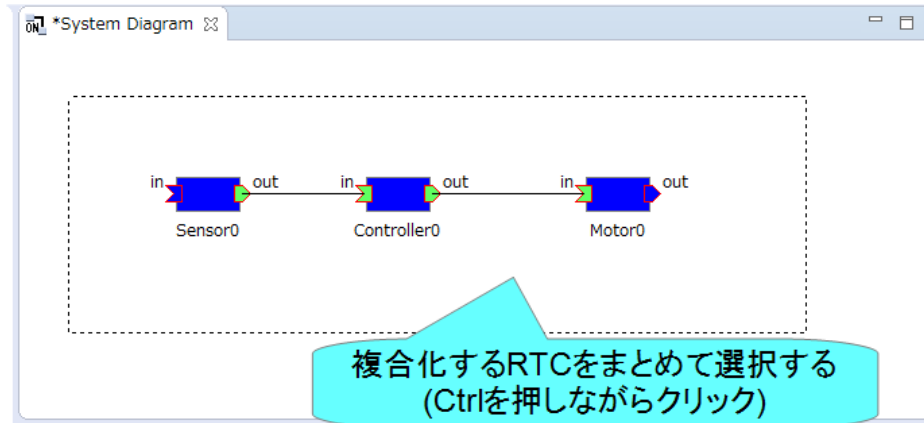 *System Diagram
in out in out in out
Sensor0 Controller0 Motor0
複合化するRTCをまとめて選択する
(Ctrlを押しながらクリック)